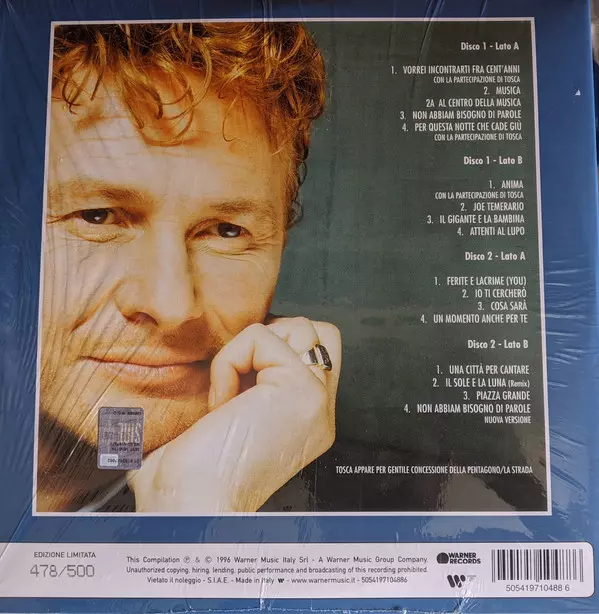 Disco 1 - Lato A
1. VORREI INCONTRARTI FRA CENT'ANNI
CON LA PARTECIPAZIONE DI TOSCA
2. MUSICA
2A AL CENTRO DELLA MUSICA
3. NON ABBIAM BISOGNO DI PAROLE
4. PER QUESTA NOTTE CHE CADE GIÙ
CON LA PARTECIPAZIONE DI TOSCA
Disco 1 - Lato B
1. ANIMA
CON LA PARTECIPAZIONE DI TOSCA
2. JOE TEMERARIO
3. IL GIGANTE E LA BAMBINA
4. ATTENTI AL LUPO
Disco 2 - Lato A
1. FERITE E LACRIME (YOU)
2. IO TI CERCHERÒ
3. COSA SARÀ
4. UN MOMENTO ANCHE PER TE
Disco 2 - Lato B
1. UNA CITTÀ PER CANTARE
2. IL SOLE E LA LUNA (Remix)
3. PIAZZA GRANDE
4. NON ABBIAM BISOGNO DI PAROLE
NUOVA VERSIONE
TOSCA APPARE PER GENTILE CONCESSIONE DELLA PENTAGONO/LA STRADA
EDIZIONE LIMITATA
478/500
This Compilation ℗ & © 1996 Warner Music Italy Srl - A Warner Music Group Company.
Unauthorized copying, hiring, lending, public performance and broadcasting of this recording prohibited.
Vietato il noleggio - S.I.A.E. - Made in Italy - www.warnermusic.it - 5054197104886
WARNER RECORDS
505419710488 6